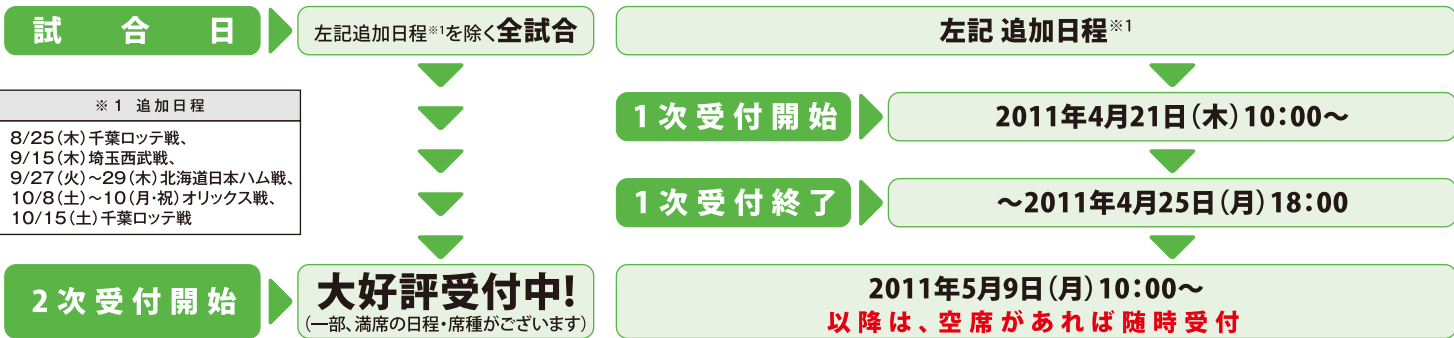 試合日
左記追加日程※1を除く全試合
左記 追加日程※1
※1 追加日程
8/25(木)千葉ロッテ戦、
9/15(木)埼玉西武戦、
9/27(火)~29(木)北海道日本ハム戦、
10/8(土)~10(月・祝)オリックス戦、
10/15(土)千葉ロッテ戦
1次受付開始
2011年4月21日(木)10:00~
1次受付終了
~2011年4月25日(月)18:00
2次受付開始
大好評受付中!
(一部、満席の日程・席種がございます)
2011年5月9日(月)10:00~
以降は、空席があれば随時受付